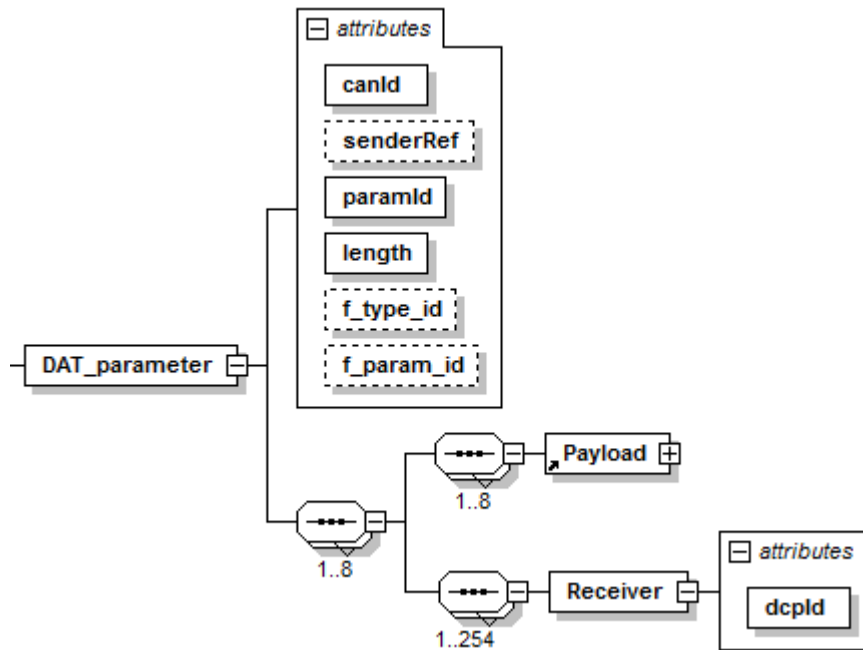 attributes
canId
senderRef
paramId
length
f_type_id
f_param_id
DAT_parameter
Payload
1..8
1..8
attributes
Receiver
dcpId
1..254